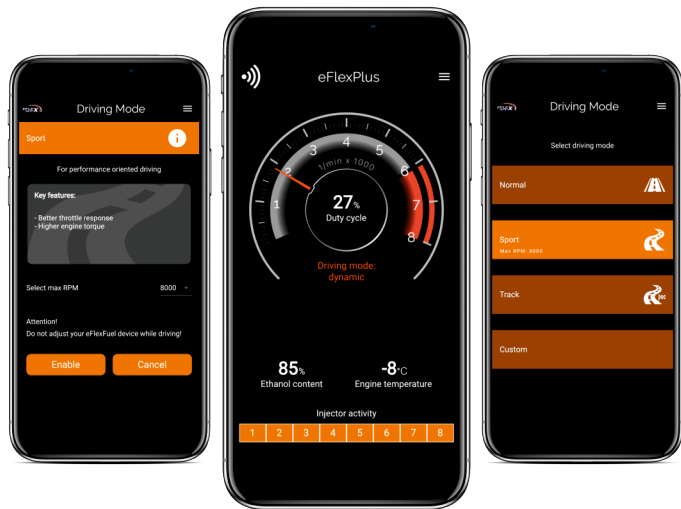 Driving Mode
Sport
i
For performance oriented driving
Key features:
- Better throttle response
- Higher engine torque
Select max RPM
8000
Attention!
Do not adjust your eFlexFuel device while driving!
Enable
Cancel
eFlexPlus
1
2
3
4
5
6
7
8
1/min x 1000
27%
Duty cycle
Driving mode:
dynamic
85%
Ethanol content
-8°C
Engine temperature
Injector activity
1 2 3 4 5 6 7 8
Driving Mode
Select driving mode
Normal
Sport
Max RPM: 8000
Track
Custom